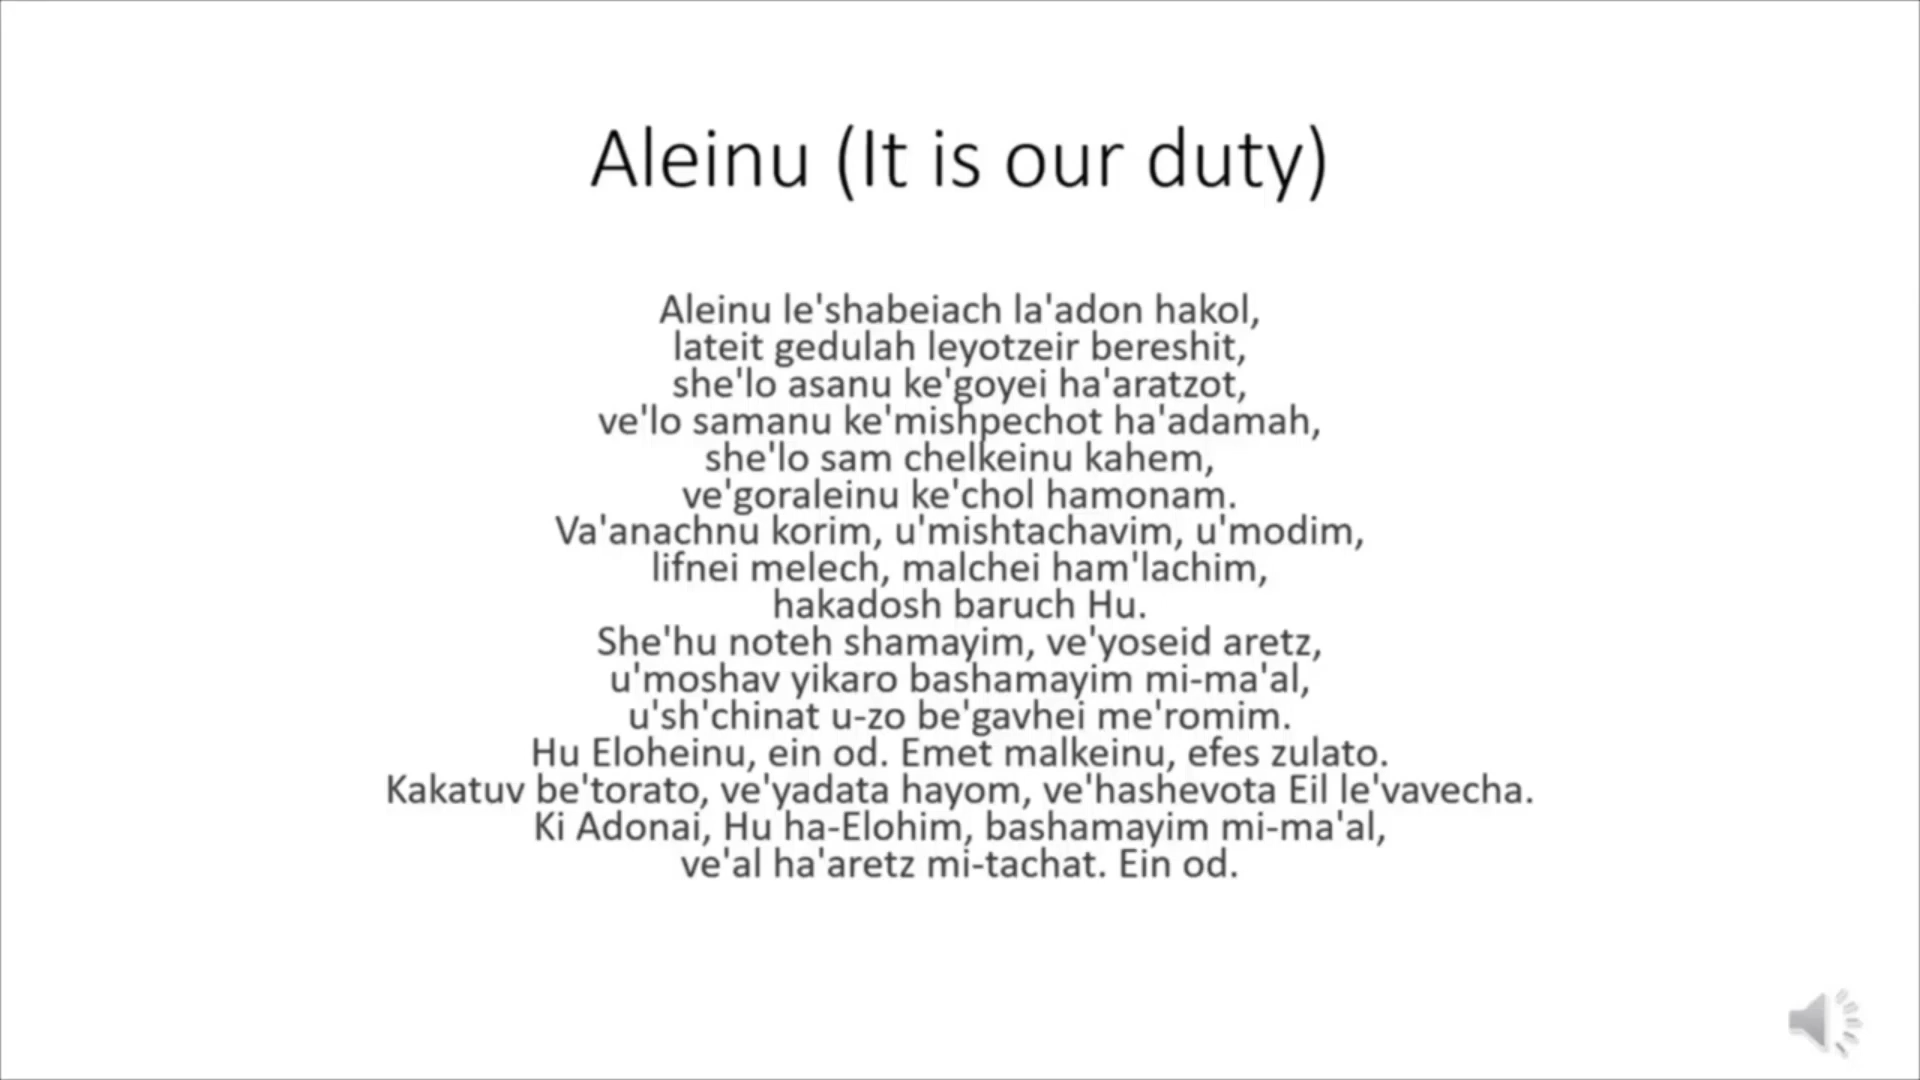 Aleinu (It is our duty)
Aleinu le'shabeiach la'adon hakol,
lateit gedulah leyotzeir bereshit,
she'lo asanu ke'goyei ha'aratzot,
ve'lo samanu ke'mishpechot ha'adamah,
she'lo sam chelkeinu kahem,
ve'goraleinu ke'chol hamonam.
Va'anachnu korim, u'mishtachavim, u'modim,
lifnei melech, malchei ham'lachim,
hakadosh baruch Hu.
She'hu noteh shamayim, ve'yoseid aretz,
u'moshav yikaro bashamayim mi-ma'al,
u'sh'chinat u-zo be'gavhei me'romim.
Hu Eloheinu, ein od. Emet malkeinu, efes zulato.
Kakatuv be'torato, ve'yadata hayom, ve'hashevota Eil le'vavecha.
Ki Adonai, Hu ha-Elohim, bashamayim mi-ma'al,
ve'al ha'aretz mi-tachat. Ein od.